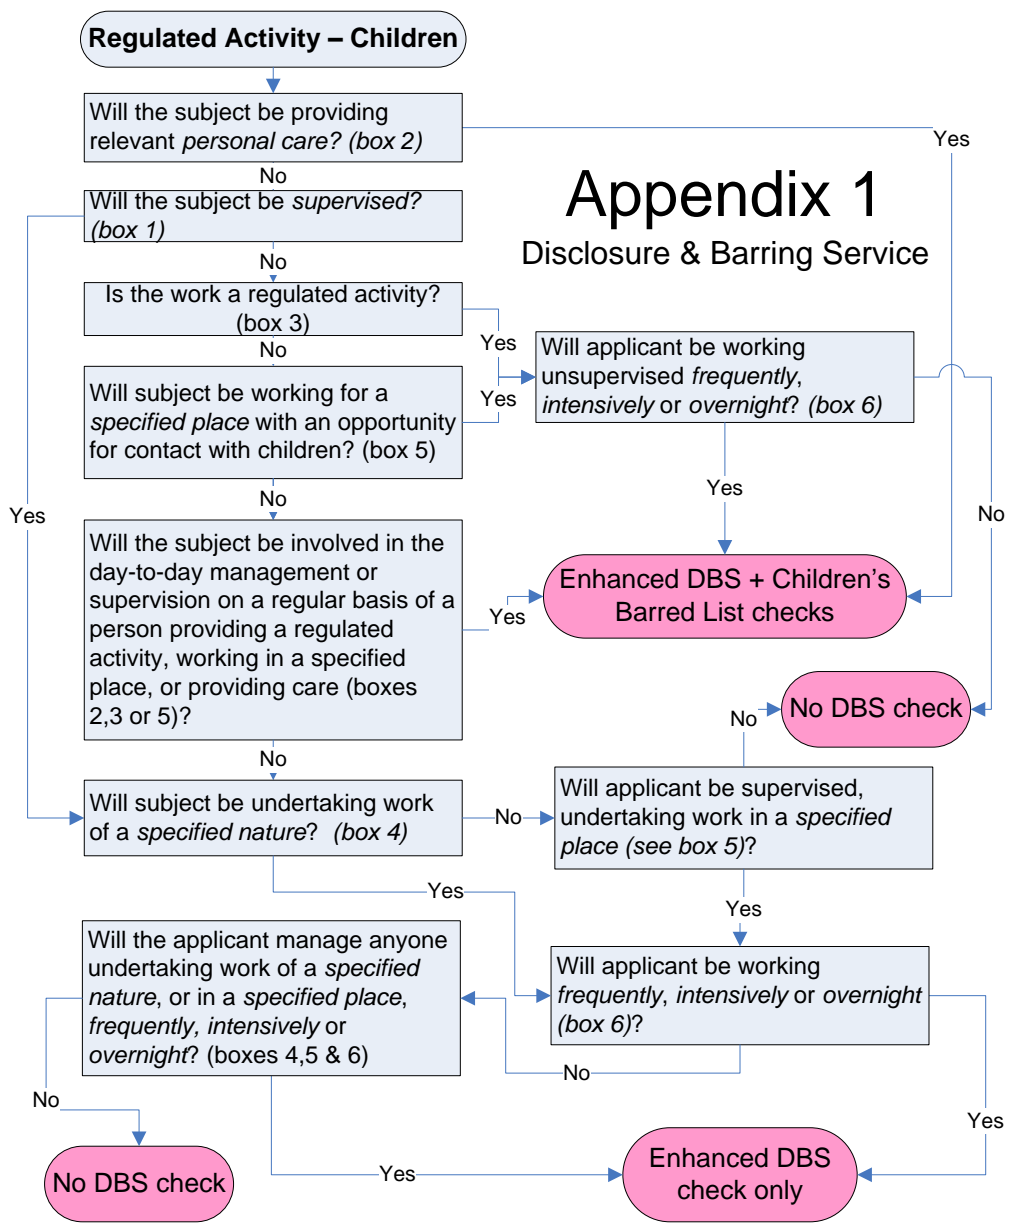 Regulated Activity – Children
Will the subject be providing
relevant personal care? (box 2)
Yes
No
Appendix 1
Disclosure & Barring Service
Will the subject be supervised?
(box 1)
No
Is the work a regulated activity?
(box 3)
Yes
No
Will applicant be working
unsupervised frequently,
intensively or overnight? (box 6)
Will subject be working for a
specified place with an opportunity
for contact with children? (box 5)
Yes
No
Yes
Yes
No
Will the subject be involved in the
day-to-day management or
supervision on a regular basis of a
person providing a regulated
activity, working in a specified
place, or providing care (boxes
2,3 or 5)?
Yes
Enhanced DBS + Children’s
Barred List checks
No DBS check
No
No
Will subject be undertaking work
of a specified nature?  (box 4)
No
Will applicant be supervised,
undertaking work in a specified
place (see box 5)?
Yes
Yes
Will the applicant manage anyone
undertaking work of a specified
nature, or in a specified place,
frequently, intensively or
overnight? (boxes 4,5 & 6)
Will applicant be working
frequently, intensively or overnight
(box 6)?
No
No
Yes
No DBS check
Yes
Enhanced DBS
check only